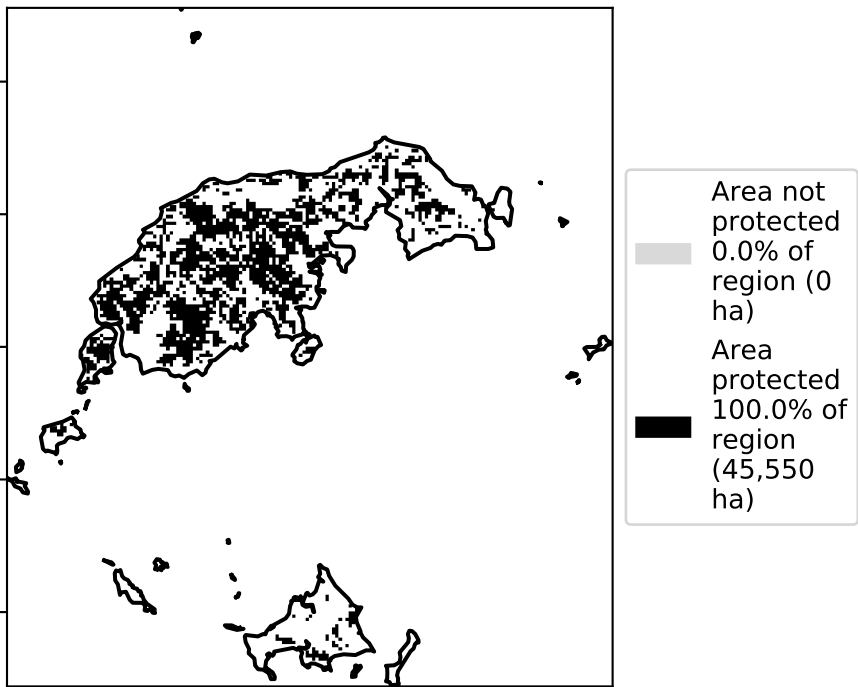 Area not
protected
0.0% of
region (0
ha)
Area
protected
100.0% of
region
(45,550
ha)